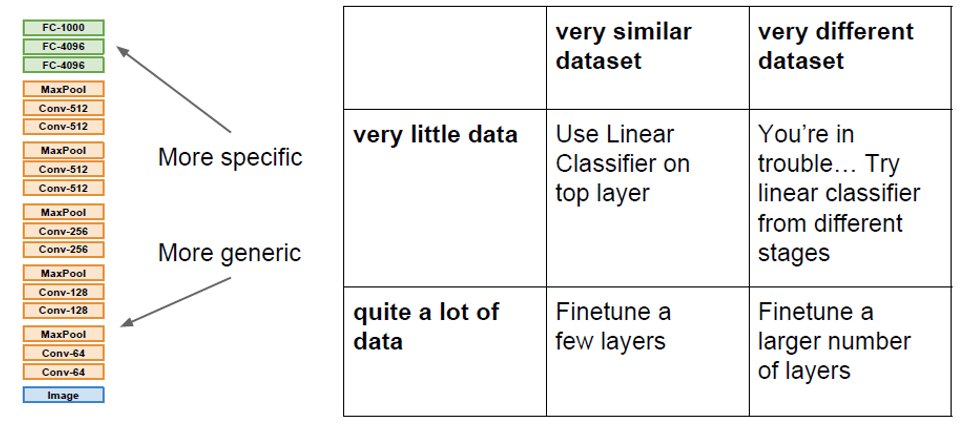 FC-1000
FC-4096
FC-4096
MaxPool
Conv-512
Conv-512
MaxPool
Conv-512
Conv-512
MaxPool
Conv-256
Conv-256
MaxPool
Conv-128
Conv-128
MaxPool
Conv-64
Conv-64
Image
More specific
More generic
very similar
dataset
very different
dataset
very little data
Use Linear
Classifier on
top layer
You’re in
trouble… Try
linear classifier
from different
stages
quite a lot of
data
Finetune a
few layers
Finetune a
larger number
of layers